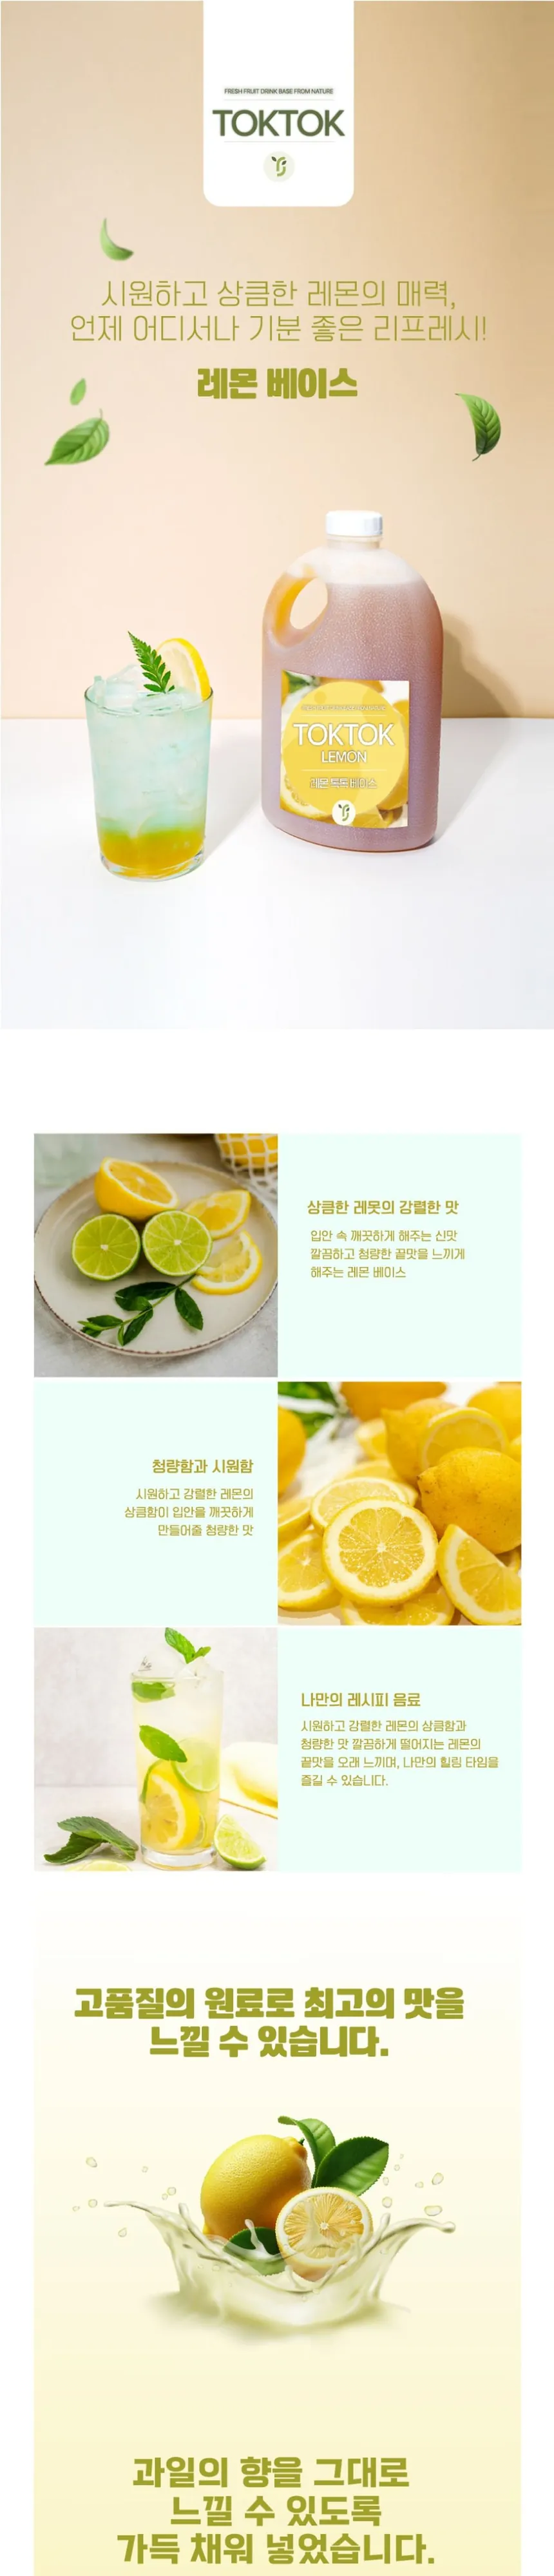 FRESH FRUIT DRINK BASE FROM NATURE
TOKTOK
시원하고 상큼한 레몬의 매력,
언제 어디서나 기분 좋은 리프레시!
레몬 베이스
TOKTOK
LEMON
레몬 톡톡 베이스
상큼한 레못의 강렬한 맛
입안 속 깨끗하게 해주는 신맛
깔끔하고 청량한 끝맛을 느끼게
해주는 레몬 베이스
청량함과 시원함
시원하고 강렬한 레몬의
상큼함이 입안을 깨끗하게
만들어줄 청량한 맛
나만의 레시피 음료
시원하고 강렬한 레몬의 상큼함과
청량한 맛 깔끔하게 떨어지는 레몬의
끝맛을 오래 느끼며, 나만의 힐링 타임을
즐길 수 있습니다.
고품질의 원료로 최고의 맛을
느낄 수 있습니다.
과일의 향을 그대로
느낄 수 있도록
가득 채워 넣었습니다.